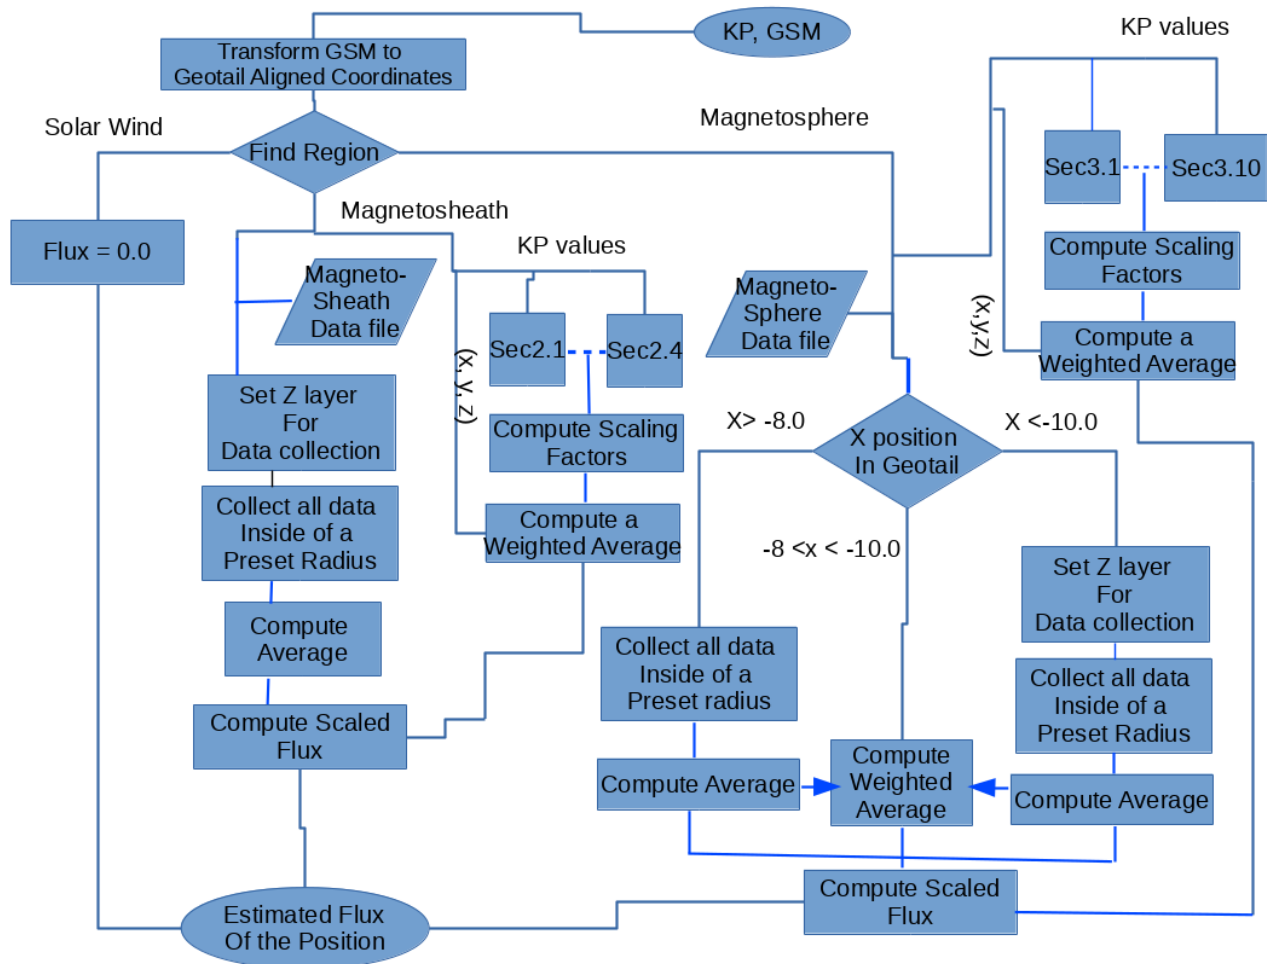 KP, GSM
KP values
Transform GSM to
Geotail Aligned Coordinates
Solar Wind
Magnetosphere
Find Region
Sec3.1
Sec3.10
Magnetosheath
Flux = 0.0
KP values
Compute Scaling
Factors
Magneto-
Sheath
Data file
Magneto-
Sphere
Data file
(x,y,z)
Sec2.1
Sec2.4
Compute a
Weighted Average
(x, y, z)
Set Z layer
For
Data collection
X> -8.0
X <-10.0
X position
In Geotail
Compute Scaling
Factors
Collect all data
Inside of a
Preset Radius
Compute a
Weighted Average
-8 <x < -10.0
Set Z layer
For
Data collection
Compute
Average
Collect all data
Inside of a
Preset radius
Collect all data
Inside of a
Preset Radius
Compute Scaled
Flux
Compute Average
Compute
Weighted
Average
Compute Average
Compute Scaled
Flux
Estimated Flux
Of the Position